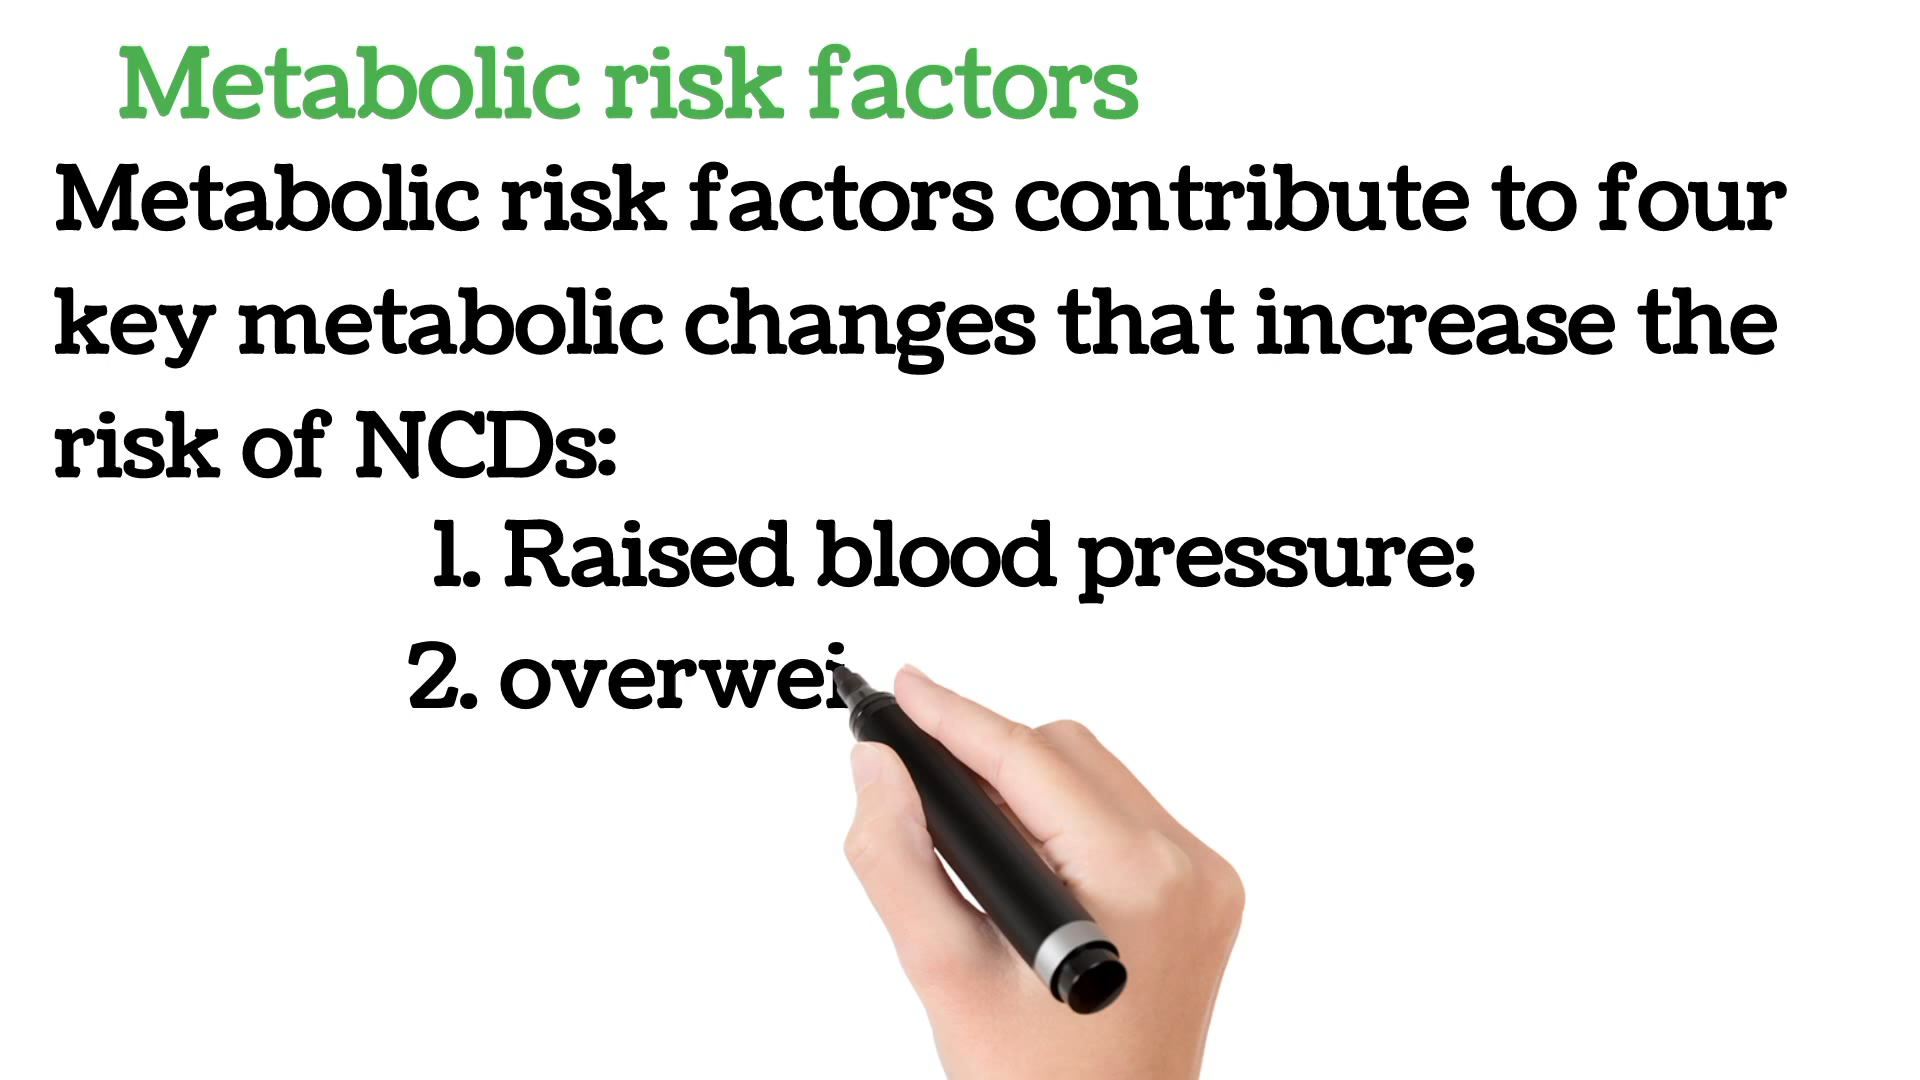 Metabolic risk factors
Metabolic risk factors contribute to four
key metabolic changes that increase the
risk of NCDs:
1. Raised blood pressure;
2. overwei